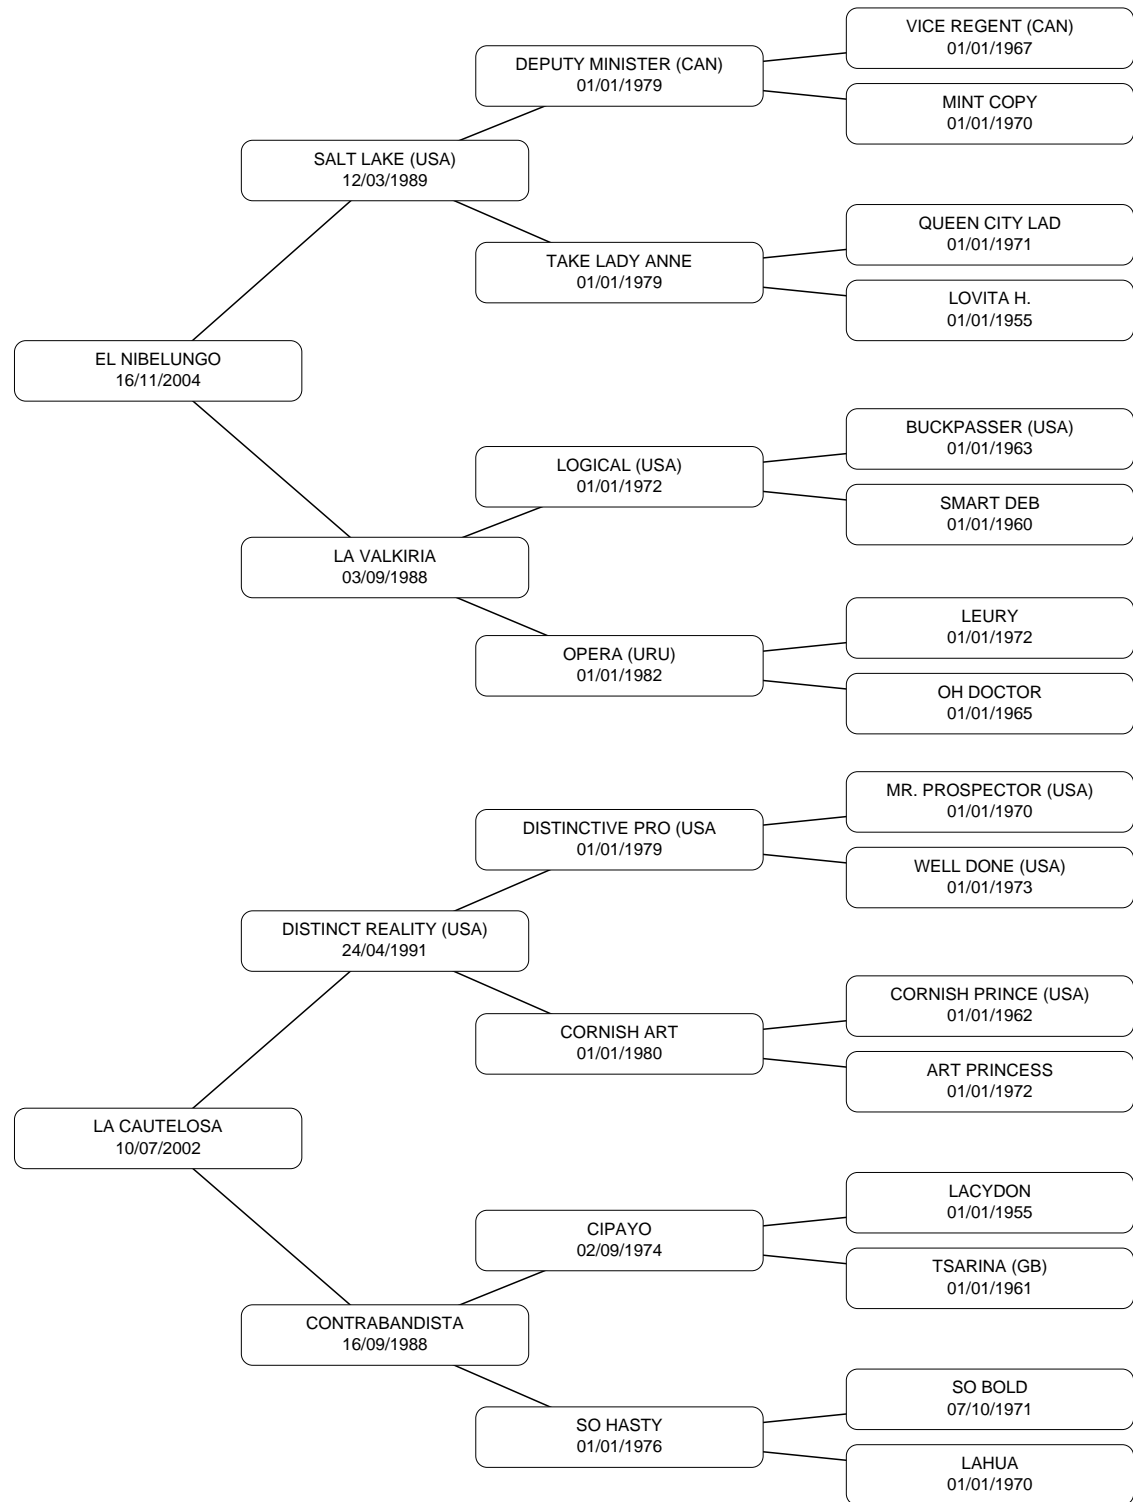 VICE REGENT (CAN)
01/01/1967
DEPUTY MINISTER (CAN)
01/01/1979
MINT COPY
01/01/1970
SALT LAKE (USA)
12/03/1989
QUEEN CITY LAD
01/01/1971
TAKE LADY ANNE
01/01/1979
LOVITA H.
01/01/1955
EL NIBELUNGO
16/11/2004
BUCKPASSER (USA)
01/01/1963
LOGICAL (USA)
01/01/1972
SMART DEB
01/01/1960
LA VALKIRIA
03/09/1988
LEURY
01/01/1972
OPERA (URU)
01/01/1982
OH DOCTOR
01/01/1965
MR. PROSPECTOR (USA)
01/01/1970
DISTINCTIVE PRO (USA
01/01/1979
WELL DONE (USA)
01/01/1973
DISTINCT REALITY (USA)
24/04/1991
CORNISH PRINCE (USA)
01/01/1962
CORNISH ART
01/01/1980
ART PRINCESS
01/01/1972
LA CAUTELOSA
10/07/2002
LACYDON
01/01/1955
CIPAYO
02/09/1974
TSARINA (GB)
01/01/1961
CONTRABANDISTA
16/09/1988
SO BOLD
07/10/1971
SO HASTY
01/01/1976
LAHUA
01/01/1970